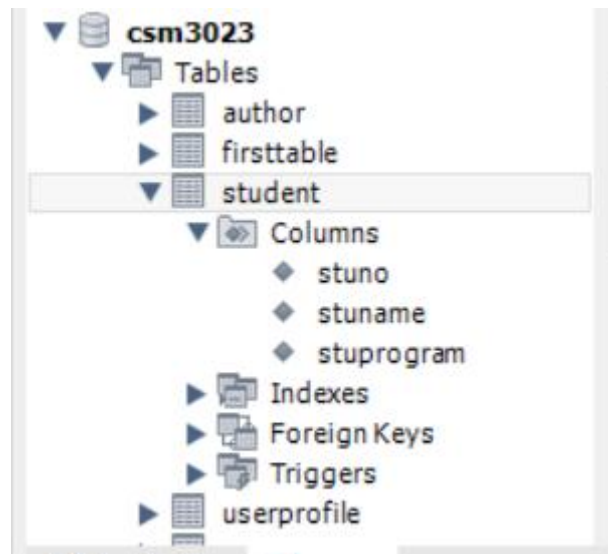 csm3023
Tables
author
firsttable
student
Columns
stuno
stuname
stuprogram
Indexes
Foreign Keys
Triggers
userprofile